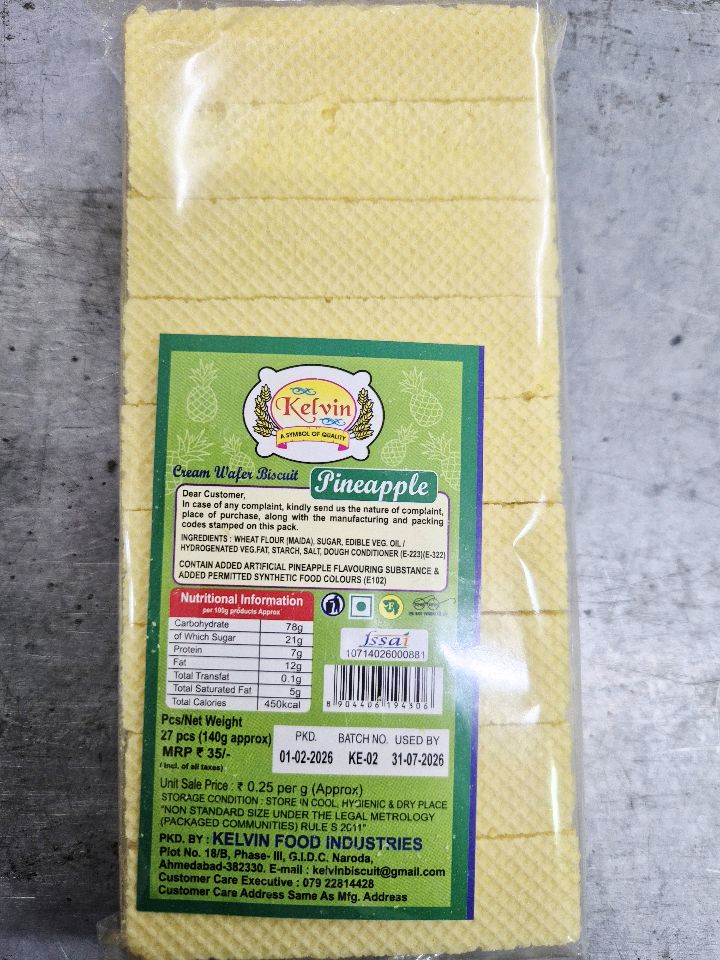 Kelvin
A SYMBOL OF QUALITY
Cream Wafer Biscuit Pineapple
Dear Customer,
In case of any complaint, kindly send us the nature of complaint,
place of purchase, along with the manufacturing and packing
codes stamped on this pack.
INGREDIENTS : WHEAT FLOUR (MAIDA), SUGAR, EDIBLE VEG. OIL /
HYDROGENATED VEG.FAT, STARCH, SALT, DOUGH CONDITIONER (E-223)(E-322)
CONTAIN ADDED ARTIFICIAL PINEAPPLE FLAVOURING SUBSTANCE &
ADDED PERMITTED SYNTHETIC FOOD COLOURS (E102)
Nutritional Information
per 100g products Approx
Carbohydrate 78g
of Which Sugar 21g
Protein 7g
Fat 12g
Total Transfat 0.1g
Total Saturated Fat 5g
Total Calories 450kcal
fssai
10714026000881
8 904406 194306
Pcs/Net Weight
27 pcs (140g approx)
MRP ₹ 35/-
( Incl. of all taxes)
PKD. BATCH NO. USED BY
01-02-2026 KE-02 31-07-2026
Unit Sale Price : ₹ 0.25 per g (Approx)
STORAGE CONDITION : STORE IN COOL, HYGIENIC & DRY PLACE
"NON STANDARD SIZE UNDER THE LEGAL METROLOGY
(PACKAGED COMMUNITIES) RULE S 2011"
PKD. BY : KELVIN FOOD INDUSTRIES
Plot No. 18/B, Phase- III, G.I.D.C. Naroda,
Ahmedabad-382330. E-mail : kelvinbiscuit@gmail.com
Customer Care Executive : 079 22814428
Customer Care Address Same As Mfg. Address